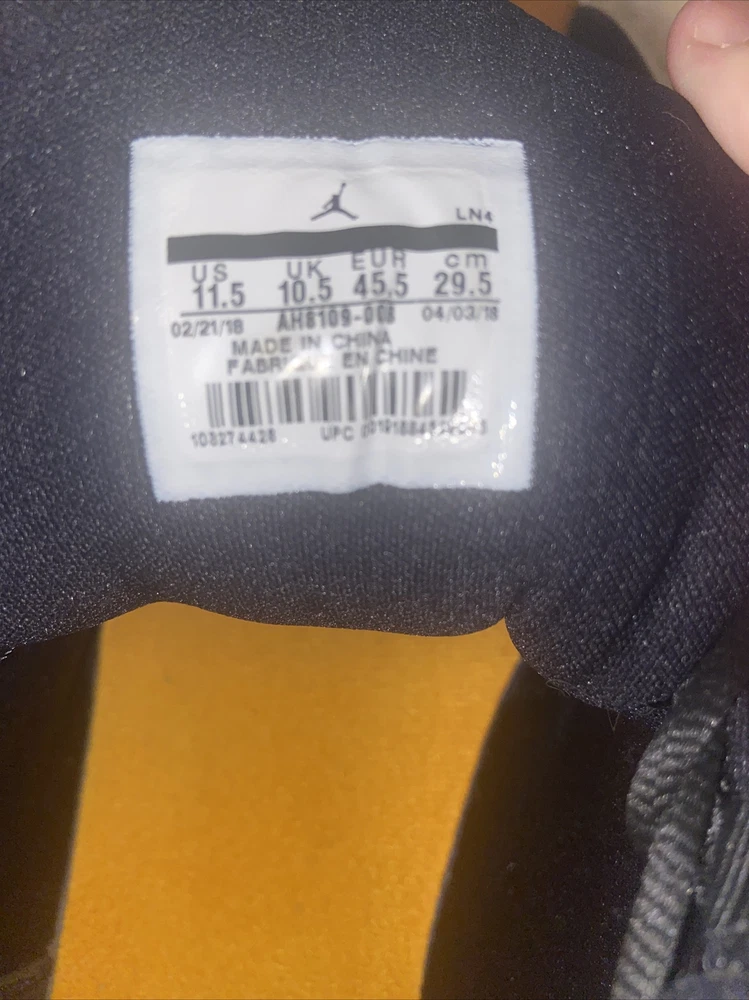 LN4
US UK EUR cm
11.5 10.5 45.5 29.5
02/21/18 AH8109-008 04/03/18
MADE IN CHINA
EN CHINE
108274428 UPC